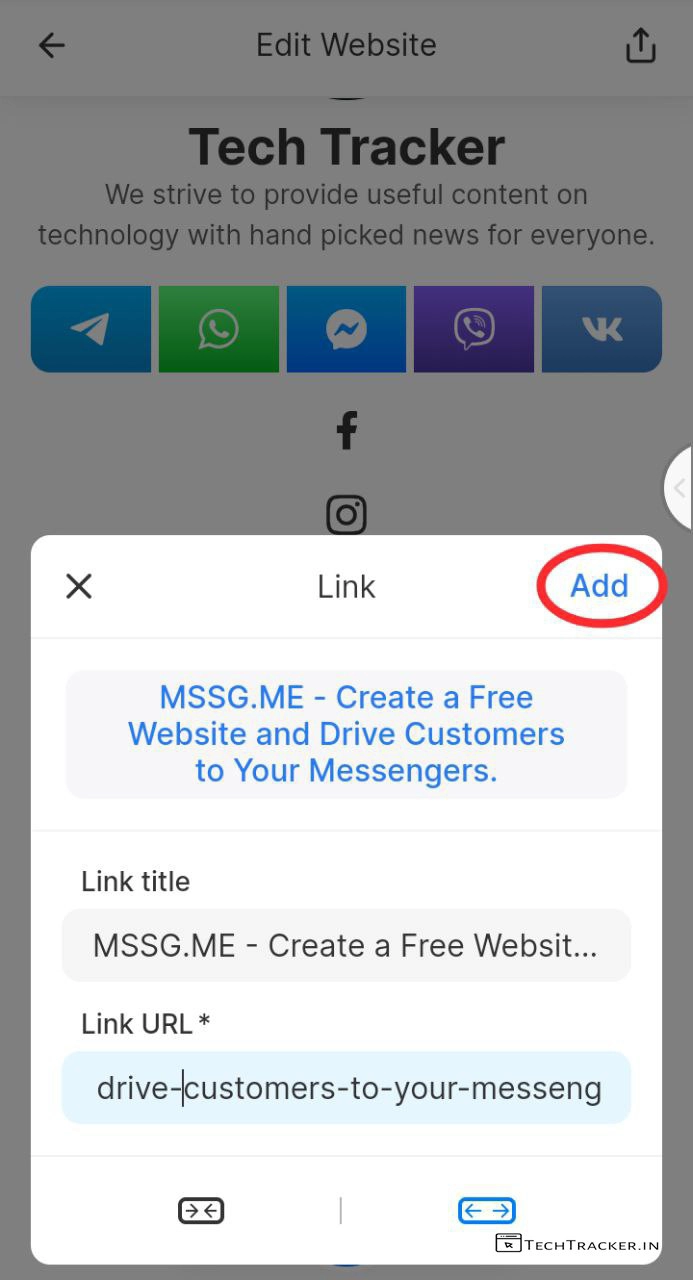 Edit Website
Tech Tracker
We strive to provide useful content on
technology with hand picked news for everyone.
Link
Add
MSSG.ME - Create a Free
Website and Drive Customers
to Your Messengers.
Link title
MSSG.ME - Create a Free Websit...
Link URL*
drive-customers-to-your-messeng
TechTracker.in